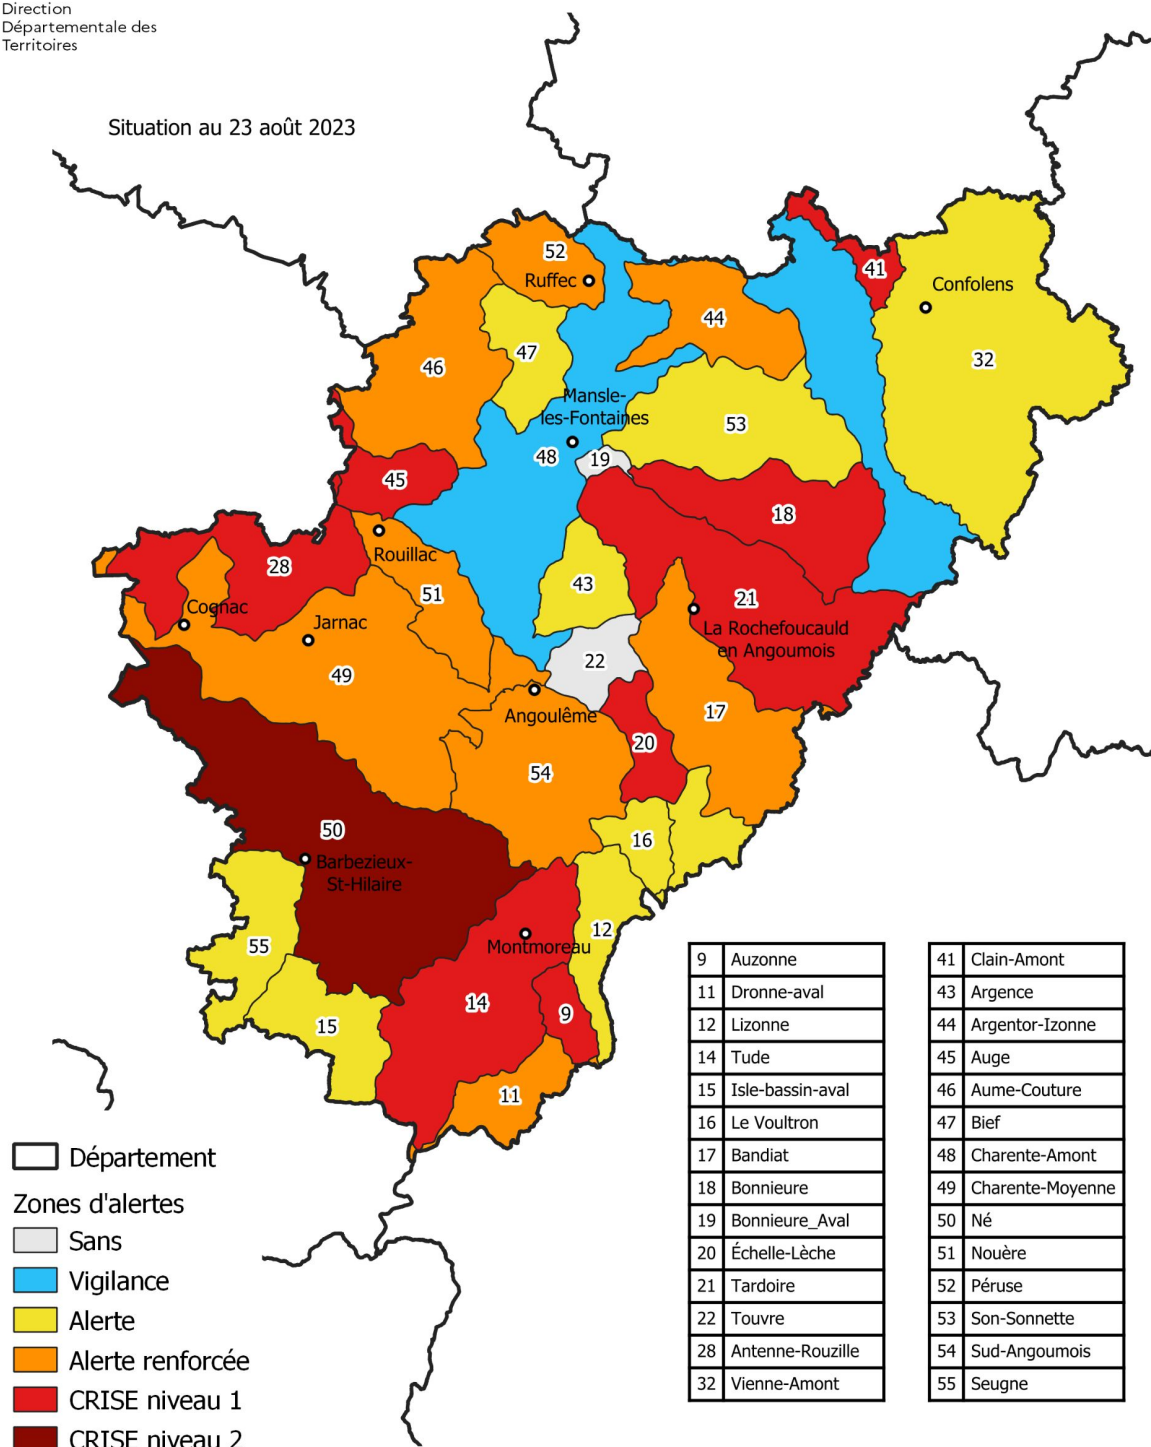 Direction
Départementale des
Territoires
Situation au 23 août 2023
52
Ruffec
41
Confolens
44
47
46
32
Mansle-
les-Fontaines
53
48
19
45
18
Rouillac
28
43
51
21
Cognac
Jarnac
La Rochefoucauld
en Angoumois
22
49
Angoulême
17
20
54
50
16
Barbezieux-
St-Hilaire
12
55
Montmoreau
14
9
15
11
9 Auzonne
11 Dronne-aval
12 Lizonne
14 Tude
15 Isle-bassin-aval
16 Le Voultron
17 Bandiat
18 Bonnieure
19 Bonnieure_Aval
20 Échelle-Lèche
21 Tardoire
22 Touvre
28 Antenne-Rouzille
32 Vienne-Amont
41 Clain-Amont
43 Argence
44 Argentor-Izonne
45 Auge
46 Aume-Couture
47 Bief
48 Charente-Amont
49 Charente-Moyenne
50 Né
51 Nouère
52 Péruse
53 Son-Sonnette
54 Sud-Angoumois
55 Seugne
Département
Zones d'alertes
Sans
Vigilance
Alerte
Alerte renforcée
CRISE niveau 1
CRISE niveau 2